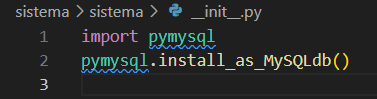 sistema > sistema > __init__.py
1 import pymysql
2 pymysql.install_as_MySQLdb()
3